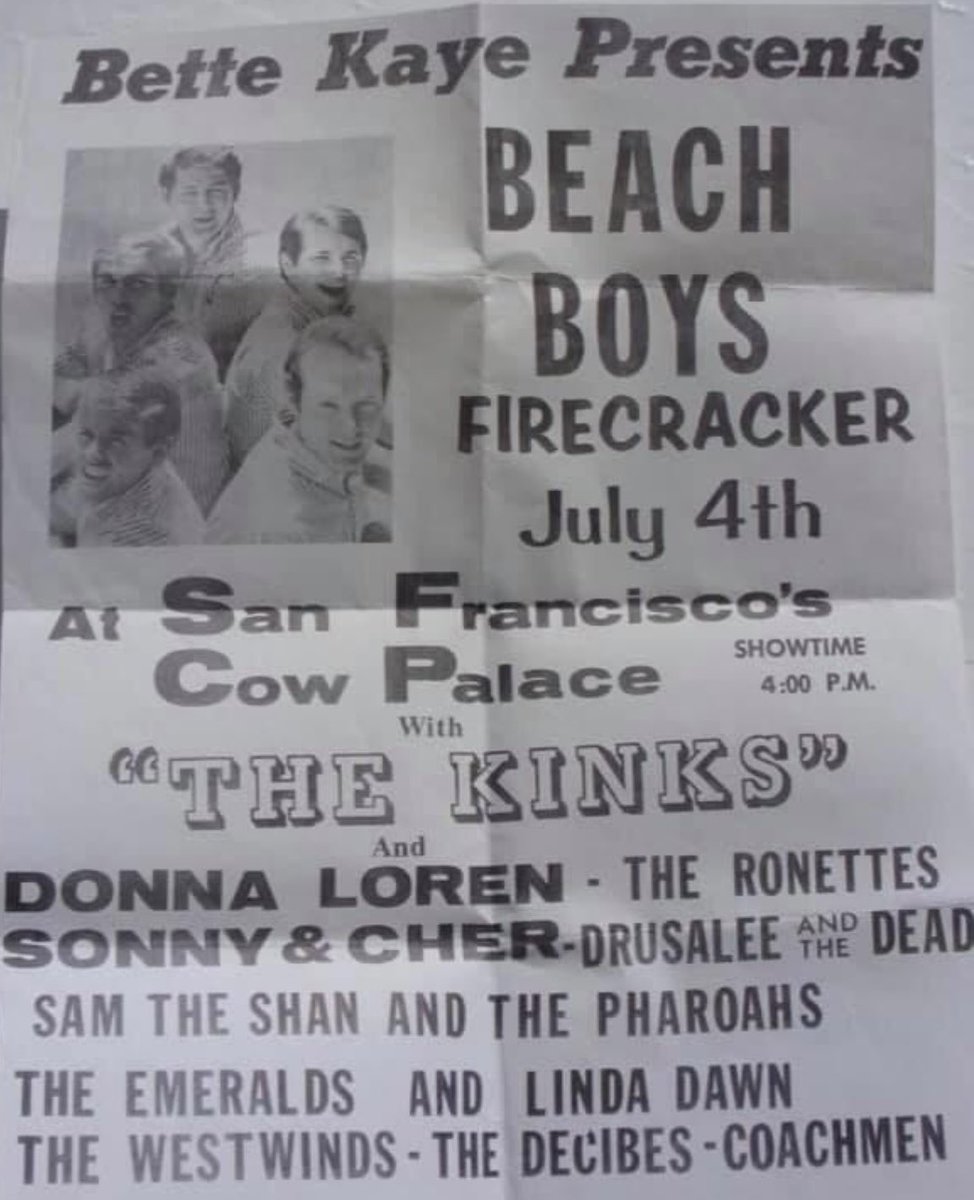 Bette Kaye Presents
BEACH
BOYS
FIRECRACKER
July 4th
At San Francisco's
Cow Palace
SHOWTIME
4:00 P.M.
With
“THE KINKS”
And
DONNA LOREN - THE RONETTES
SONNY & CHER-DRUSALEE AND THE DEAD
SAM THE SHAN AND THE PHAROAHS
THE EMERALDS AND LINDA DAWN
THE WESTWINDS - THE DECIBES - COACHMEN